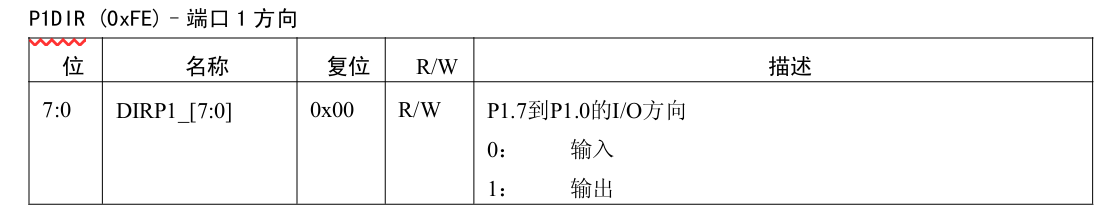 P1DIR (0xFE) – 端口 1 方向
位 名称 复位 R/W 描述
7:0 DIRP1_[7:0] 0x00 R/W P1.7到P1.0的I/O方向
0： 输入
1： 输出